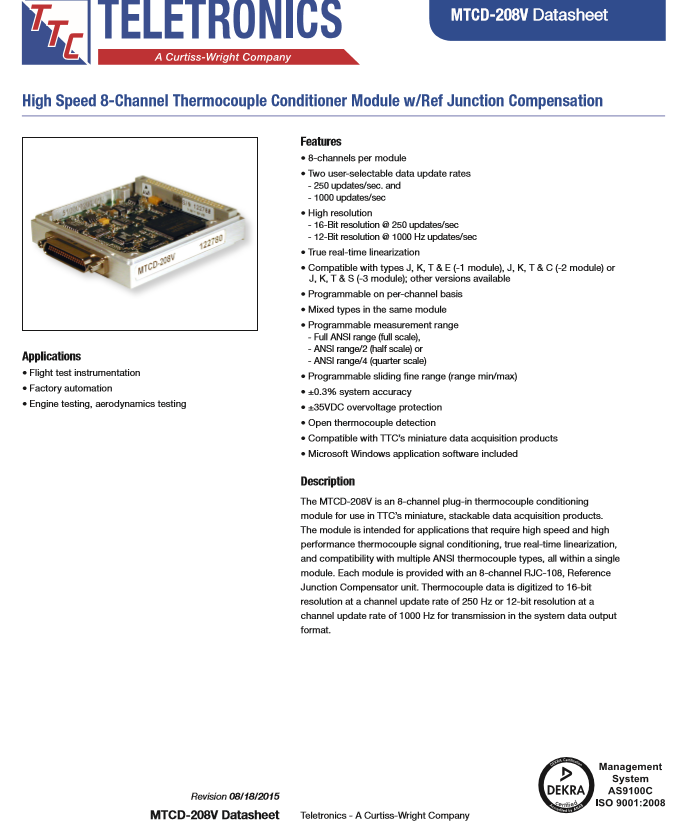 TTC
TELETRONICS
A Curtiss-Wright Company
MTCD-208V Datasheet
High Speed 8-Channel Thermocouple Conditioner Module w/Ref Junction Compensation
MTCD-208V
122780
Applications
• Flight test instrumentation
• Factory automation
• Engine testing, aerodynamics testing
Features
• 8-channels per module
• Two user-selectable data update rates
- 250 updates/sec. and
- 1000 updates/sec
• High resolution
- 16-Bit resolution @ 250 updates/sec
- 12-Bit resolution @ 1000 Hz updates/sec
• True real-time linearization
• Compatible with types J, K, T & E (-1 module), J, K, T & C (-2 module) or
J, K, T & S (-3 module); other versions available
• Programmable on per-channel basis
• Mixed types in the same module
• Programmable measurement range
- Full ANSI range (full scale),
- ANSI range/2 (half scale) or
- ANSI range/4 (quarter scale)
• Programmable sliding fine range (range min/max)
• ±0.3% system accuracy
• ±35VDC overvoltage protection
• Open thermocouple detection
• Compatible with TTC's miniature data acquisition products
• Microsoft Windows application software included
Description
The MTCD-208V is an 8-channel plug-in thermocouple conditioning
module for use in TTC's miniature, stackable data acquisition products.
The module is intended for applications that require high speed and high
performance thermocouple signal conditioning, true real-time linearization,
and compatibility with multiple ANSI thermocouple types, all within a single
module. Each module is provided with an 8-channel RJC-108, Reference
Junction Compensator unit. Thermocouple data is digitized to 16-bit
resolution at a channel update rate of 250 Hz or 12-bit resolution at a
channel update rate of 1000 Hz for transmission in the system data output
format.
DEKRA
certified
Management
System
AS9100C
ISO 9001:2008
Revision 08/18/2015
MTCD-208V Datasheet
Teletronics - A Curtiss-Wright Company